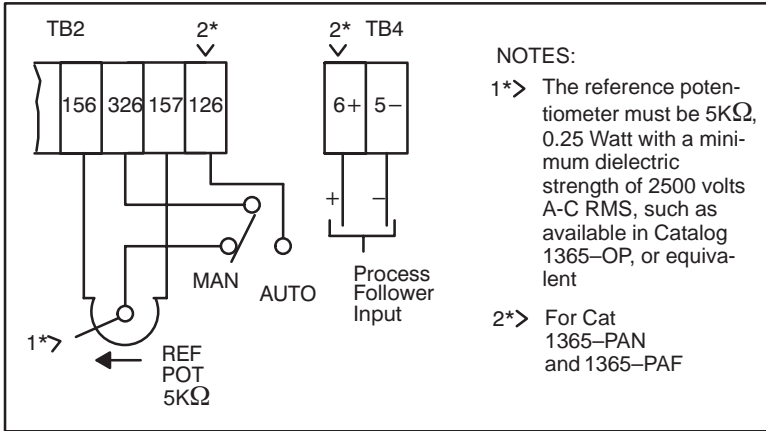 TB2
2*
2*
TB4
156 326 157 126
6+ 5−
+ −
MAN
AUTO
Process
Follower
Input
1*
REF
POT
5KΩ
NOTES:
1* The reference poten-
tiometer must be 5KΩ,
0.25 Watt with a mini-
mum dielectric
strength of 2500 volts
A-C RMS, such as
available in Catalog
1365–OP, or equiva-
lent
2* For Cat
1365–PAN
and 1365–PAF